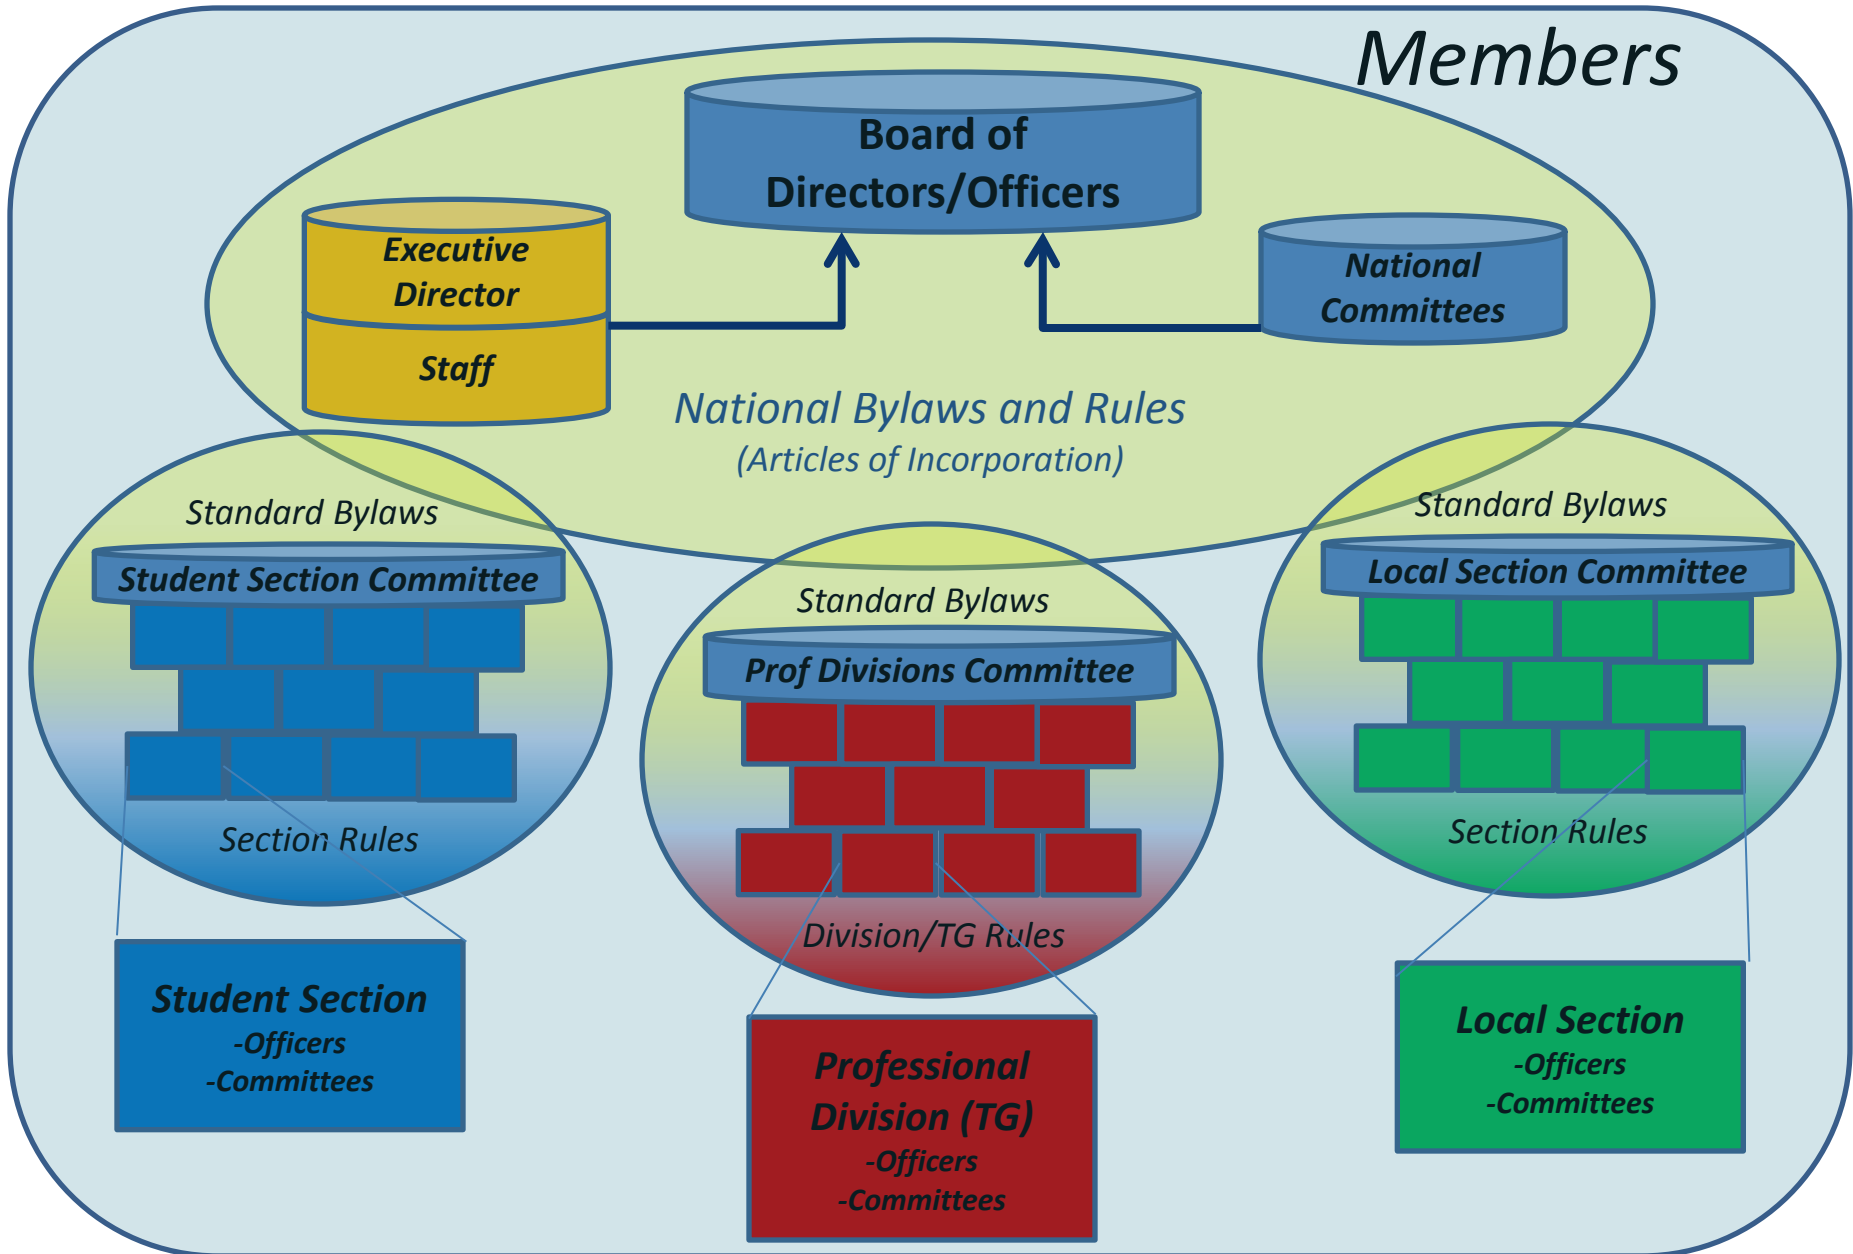 Members
Board of
Directors/Officers
Executive
Director
Staff
National
Committees
National Bylaws and Rules
(Articles of Incorporation)
Standard Bylaws
Student Section Committee
Section Rules
Student Section
-Officers
-Committees
Standard Bylaws
Prof Divisions Committee
Division/TG Rules
Professional
Division (TG)
-Officers
-Committees
Standard Bylaws
Local Section Committee
Section Rules
Local Section
-Officers
-Committees